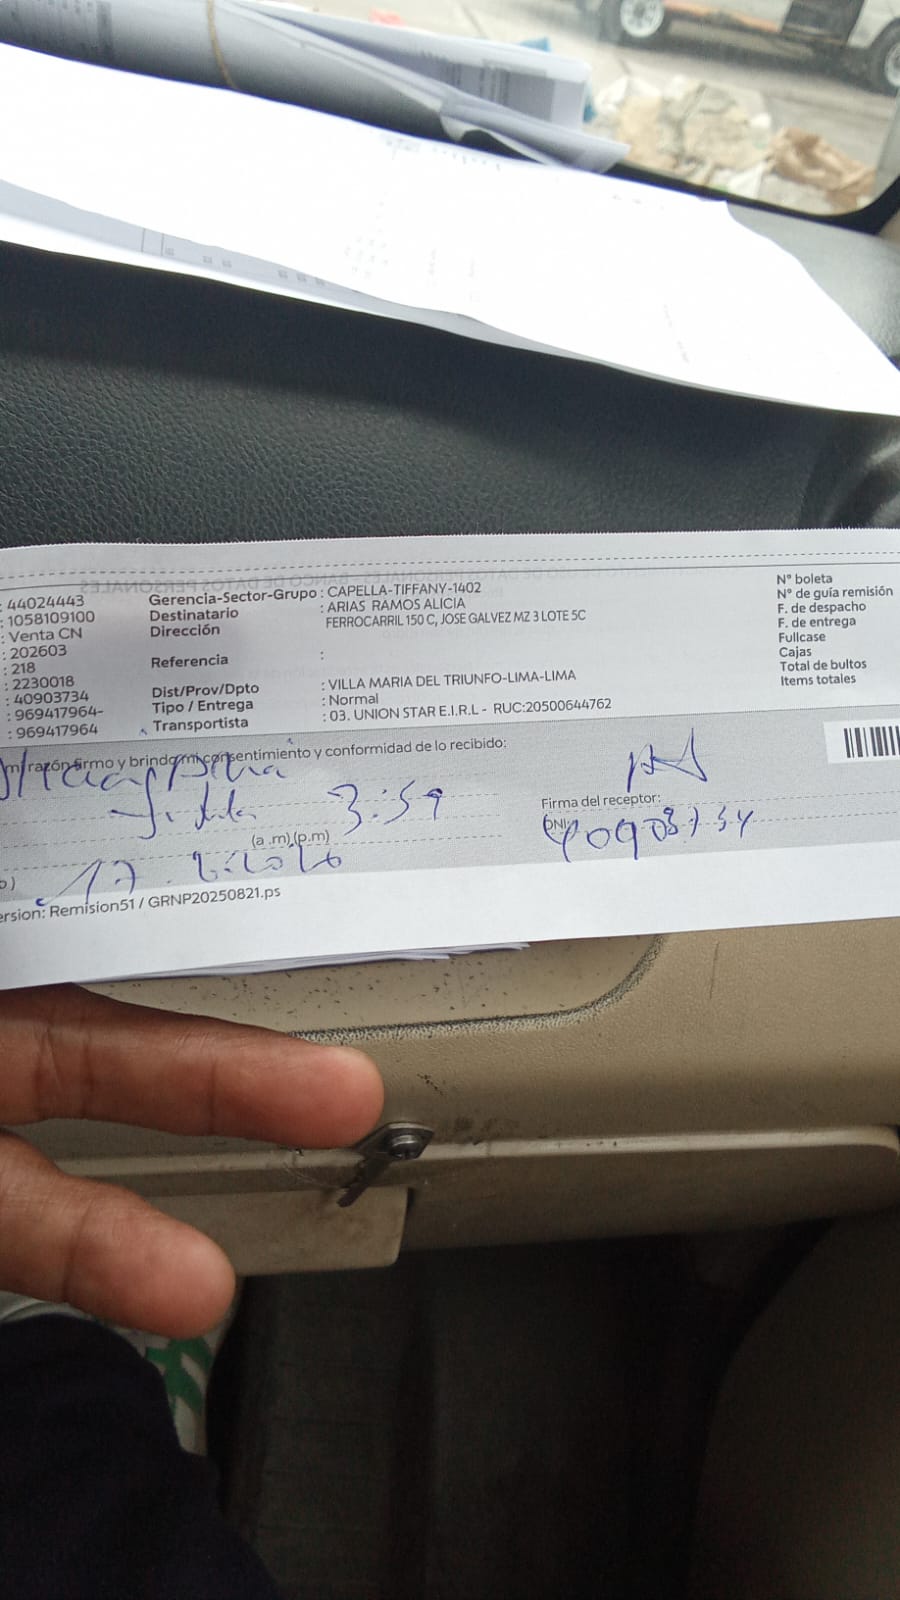 : 44024443
: 1058109100
: Venta CN
: 202603
: 218
: 2230018
: 40903734
: 969417964-
: 969417964
Gerencia-Sector-Grupo : CAPELLA-TIFFANY-1402
Destinatario : ARIAS RAMOS ALICIA
Dirección FERROCARRIL 150 C, JOSE GALVEZ MZ 3 LOTE 5C
Referencia :
Dist/Prov/Dpto : VILLA MARIA DEL TRIUNFO-LIMA-LIMA
Tipo / Entrega : Normal
Transportista : 03. UNION STAR E.I.R.L - RUC:20500644762
N° boleta
N° de guía remisión
F. de despacho
F. de entrega
Fullcase
Cajas
Total de bultos
Items totales
razón firmo y brindo mi consentimiento y conformidad de lo recibido:
3:59
(a .m) (p.m)
17
Firma del receptor:
DNI: 40903734
ersion: Remision51 / GRNP20250821.ps